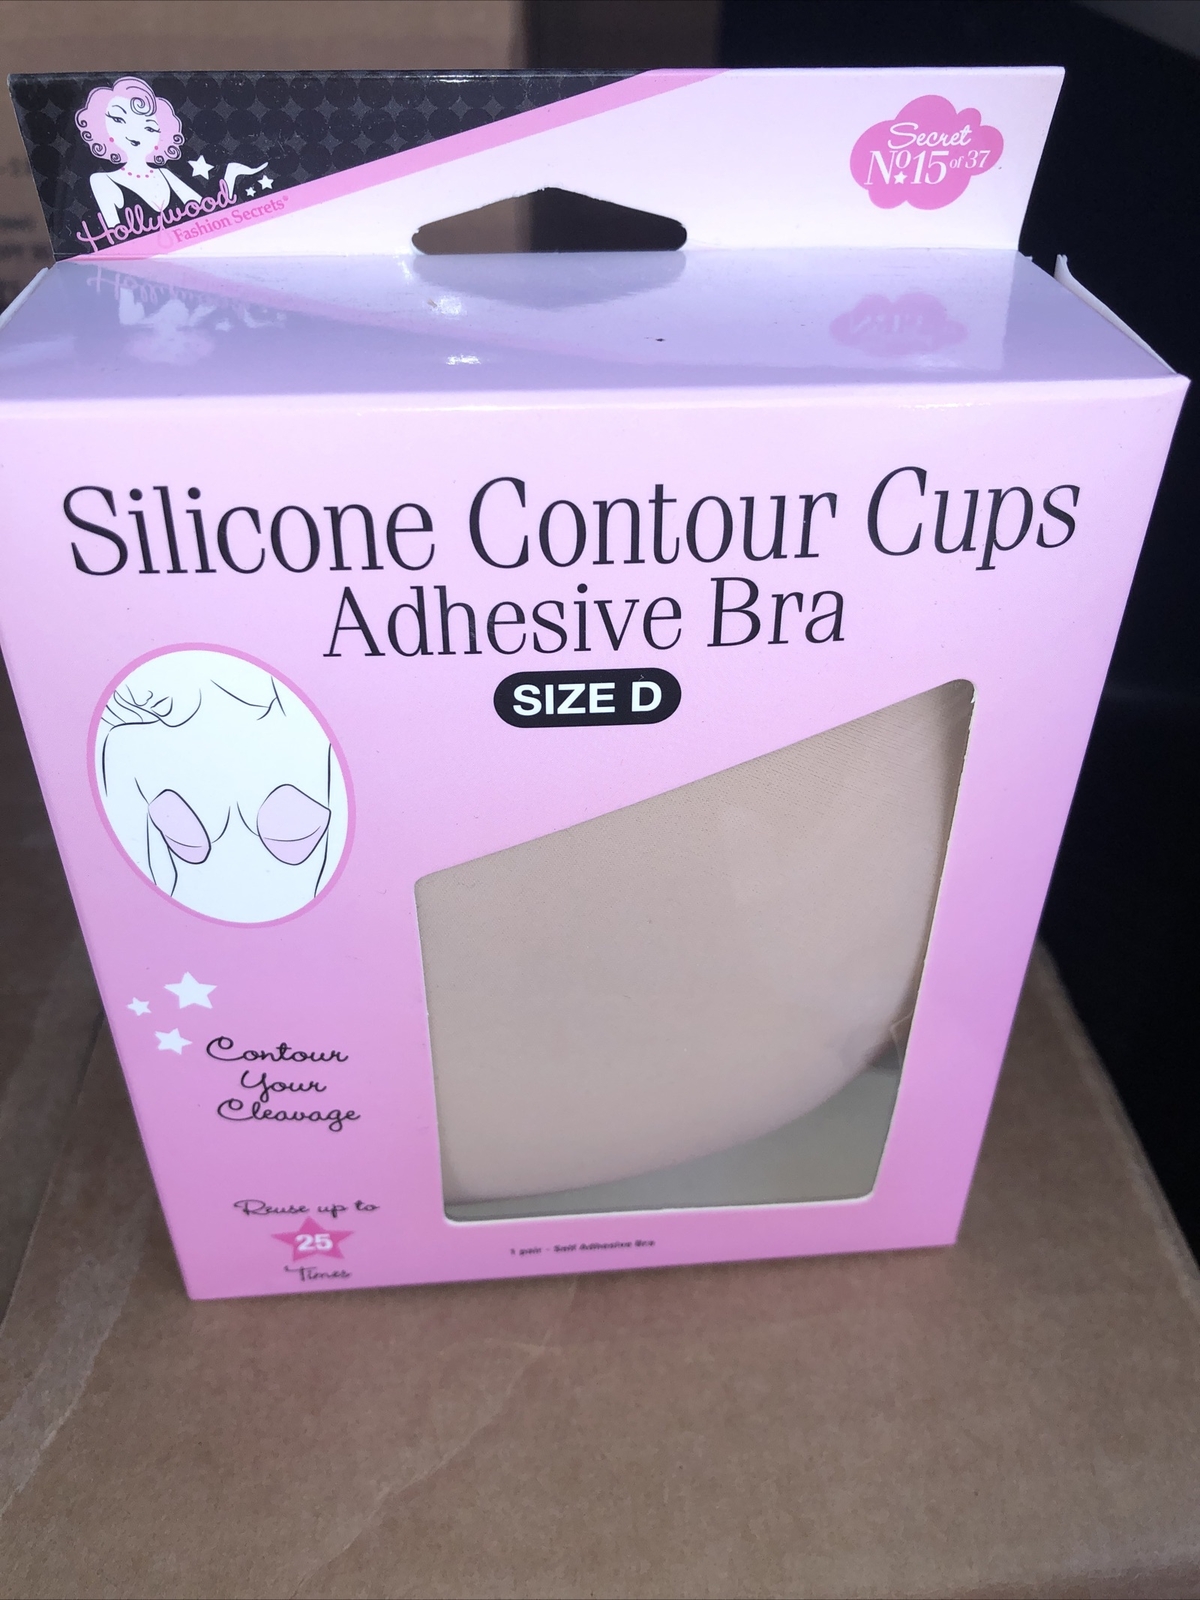 Hollywood
Fashion Secrets®
Secret
No15 of 37
Silicone Contour Cups
Adhesive Bra
SIZE D
Contour
Your
Cleavage
Reuse up to
25
Times
1 pair - Self Adhesive Bra